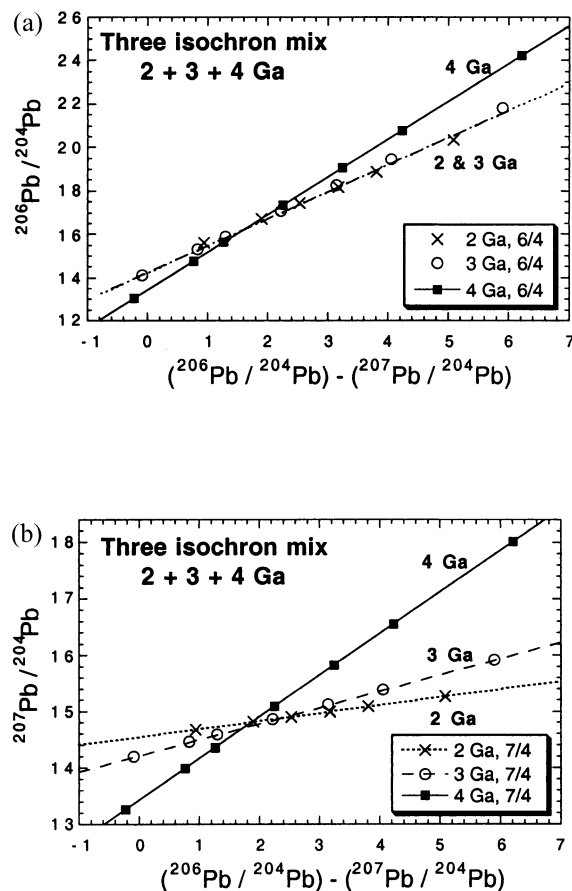 (a)
Three isochron mix
2 + 3 + 4 Ga
4 Ga
2 & 3 Ga
2 Ga, 6/4
3 Ga, 6/4
4 Ga, 6/4
26
24
22
20
18
16
14
12
²⁰⁶Pb / ²⁰⁴Pb
-1 0 1 2 3 4 5 6 7
(²⁰⁶Pb / ²⁰⁴Pb) - (²⁰⁷Pb / ²⁰⁴Pb)
(b)
Three isochron mix
2 + 3 + 4 Ga
4 Ga
3 Ga
2 Ga
2 Ga, 7/4
3 Ga, 7/4
4 Ga, 7/4
18
17
16
15
14
13
²⁰⁷Pb / ²⁰⁴Pb
-1 0 1 2 3 4 5 6 7
(²⁰⁶Pb / ²⁰⁴Pb) - (²⁰⁷Pb / ²⁰⁴Pb)